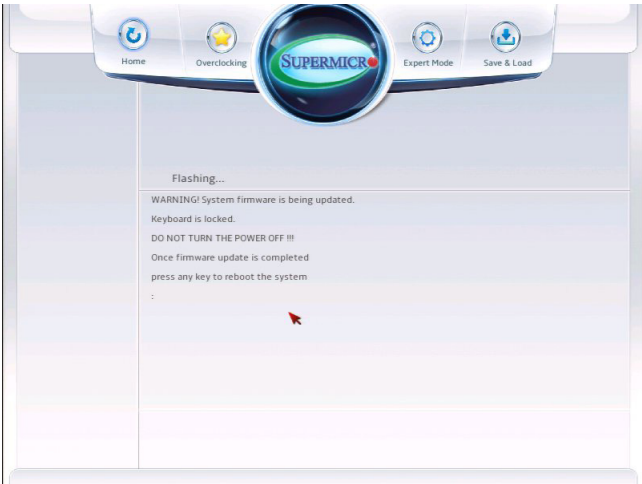 Home
Overclocking
SUPERMICRO
Expert Mode
Save & Load
Flashing...
WARNING! System firmware is being updated.
Keyboard is locked.
DO NOT TURN THE POWER OFF !!!
Once firmware update is completed
press any key to reboot the system
: